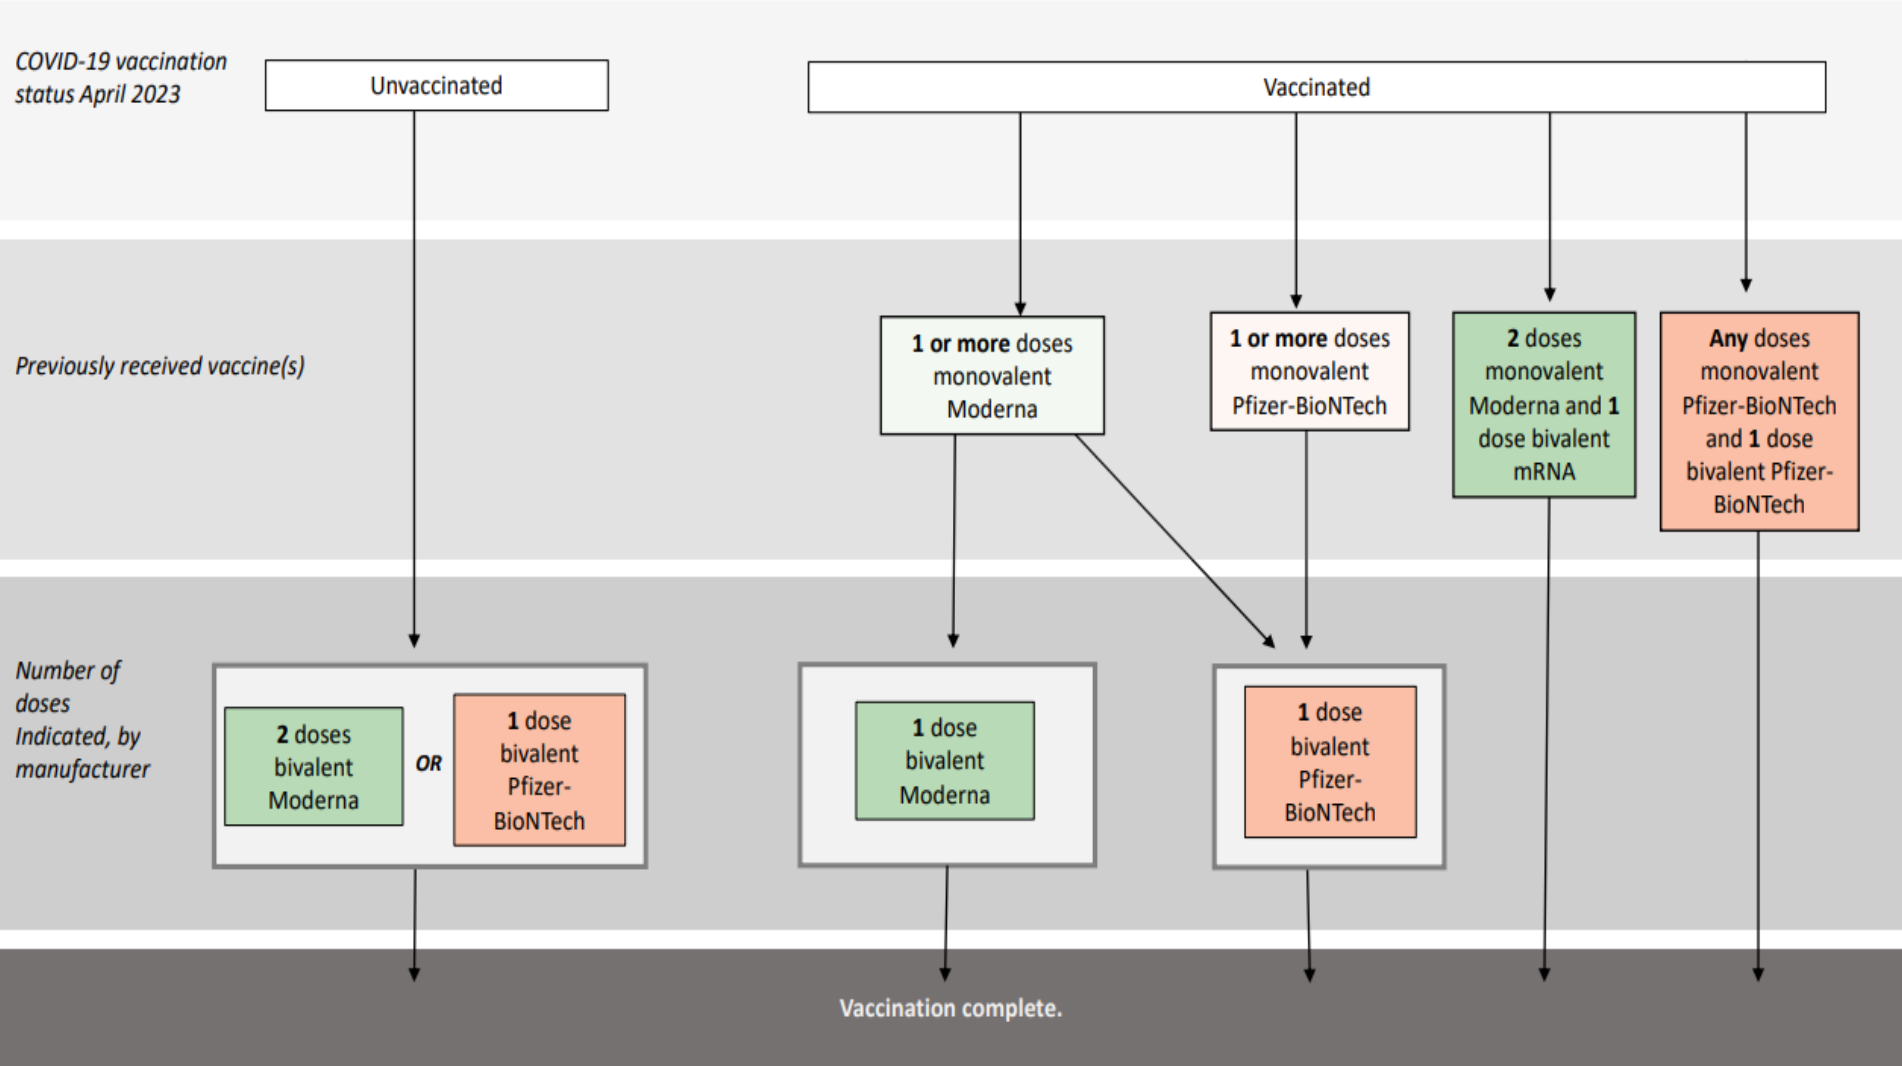 COVID-19 vaccination
status April 2023
Unvaccinated
Vaccinated
Previously received vaccine(s)
1 or more doses
monovalent
Moderna
1 or more doses
monovalent
Pfizer-BioNTech
2 doses
monovalent
Moderna and 1
dose bivalent
mRNA
Any doses
monovalent
Pfizer-BioNTech
and 1 dose
bivalent Pfizer-
BioNTech
Number of
doses
Indicated, by
manufacturer
2 doses
bivalent
Moderna
OR
1 dose
bivalent
Pfizer-
BioNTech
1 dose
bivalent
Moderna
1 dose
bivalent
Pfizer-
BioNTech
Vaccination complete.